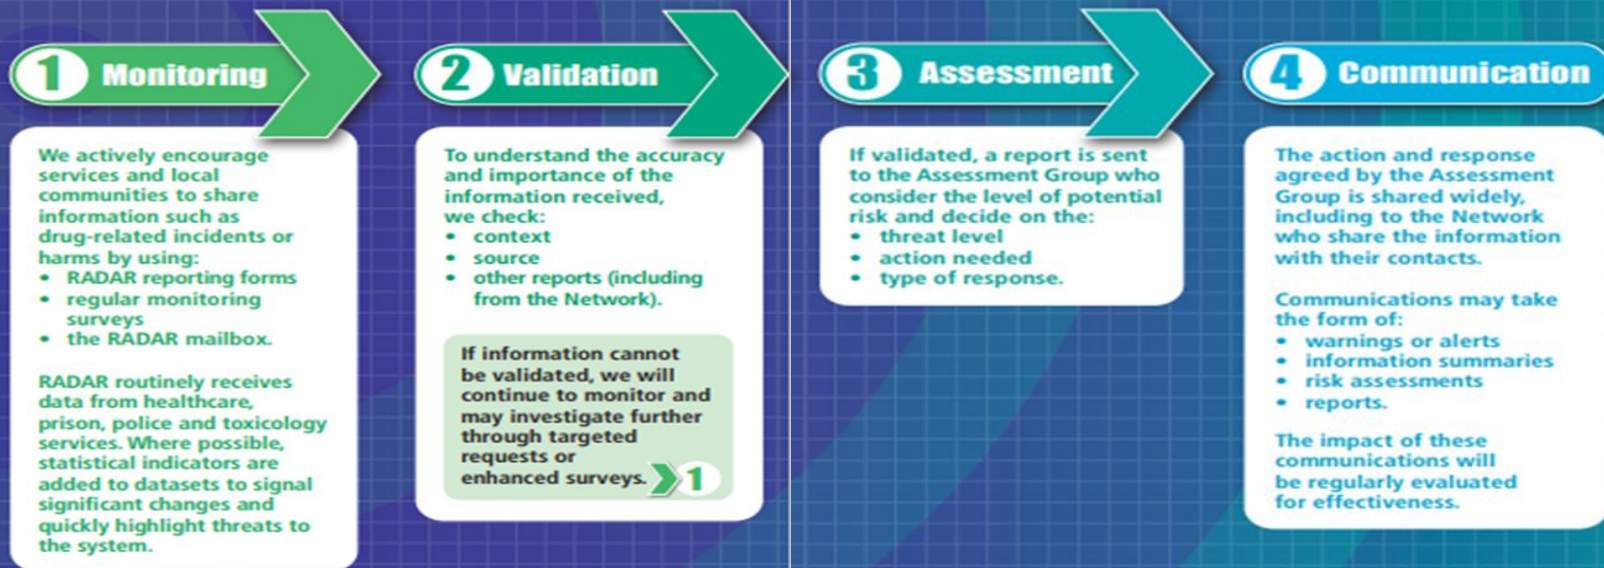 1 Monitoring
We actively encourage
services and local
communities to share
information such as
drug-related incidents or
harms by using:
• RADAR reporting forms
• regular monitoring
surveys
• the RADAR mailbox.
RADAR routinely receives
data from healthcare,
prison, police and toxicology
services. Where possible,
statistical indicators are
added to datasets to signal
significant changes and
quickly highlight threats to
the system.
2 Validation
To understand the accuracy
and importance of the
information received,
we check:
• context
• source
• other reports (including
from the Network).
If information cannot
be validated, we will
continue to monitor and
may investigate further
through targeted
requests or
enhanced surveys. 1
3 Assessment
If validated, a report is sent
to the Assessment Group who
consider the level of potential
risk and decide on the:
• threat level
• action needed
• type of response.
4 Communication
The action and response
agreed by the Assessment
Group is shared widely,
including to the Network
who share the information
with their contacts.
Communications may take
the form of:
• warnings or alerts
• information summaries
• risk assessments
• reports.
The impact of these
communications will
be regularly evaluated
for effectiveness.